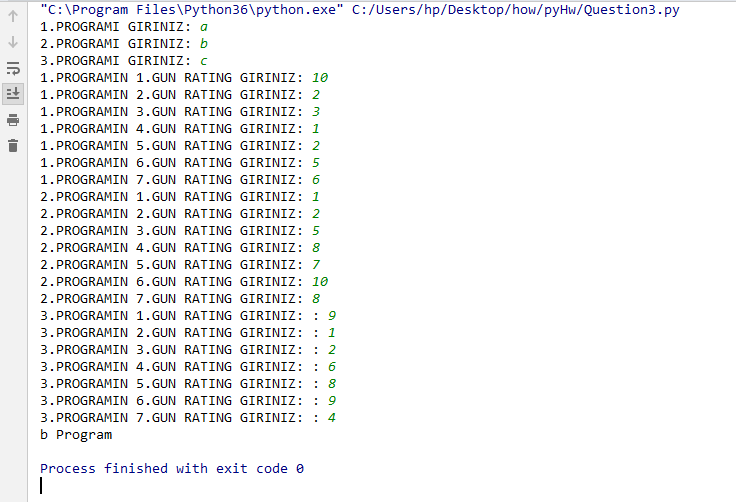 "C:\Program Files\Python36\python.exe" C:/Users/hp/Desktop/how/pyHw/Question3.py
1.PROGRAMI GIRINIZ: a
2.PROGRAMI GIRINIZ: b
3.PROGRAMI GIRINIZ: c
1.PROGRAMIN 1.GUN RATING GIRINIZ: 10
1.PROGRAMIN 2.GUN RATING GIRINIZ: 2
1.PROGRAMIN 3.GUN RATING GIRINIZ: 3
1.PROGRAMIN 4.GUN RATING GIRINIZ: 1
1.PROGRAMIN 5.GUN RATING GIRINIZ: 2
1.PROGRAMIN 6.GUN RATING GIRINIZ: 5
1.PROGRAMIN 7.GUN RATING GIRINIZ: 6
2.PROGRAMIN 1.GUN RATING GIRINIZ: 1
2.PROGRAMIN 2.GUN RATING GIRINIZ: 2
2.PROGRAMIN 3.GUN RATING GIRINIZ: 5
2.PROGRAMIN 4.GUN RATING GIRINIZ: 8
2.PROGRAMIN 5.GUN RATING GIRINIZ: 7
2.PROGRAMIN 6.GUN RATING GIRINIZ: 10
2.PROGRAMIN 7.GUN RATING GIRINIZ: 8
3.PROGRAMIN 1.GUN RATING GIRINIZ: : 9
3.PROGRAMIN 2.GUN RATING GIRINIZ: : 1
3.PROGRAMIN 3.GUN RATING GIRINIZ: : 2
3.PROGRAMIN 4.GUN RATING GIRINIZ: : 6
3.PROGRAMIN 5.GUN RATING GIRINIZ: : 8
3.PROGRAMIN 6.GUN RATING GIRINIZ: : 9
3.PROGRAMIN 7.GUN RATING GIRINIZ: : 4
b Program
Process finished with exit code 0